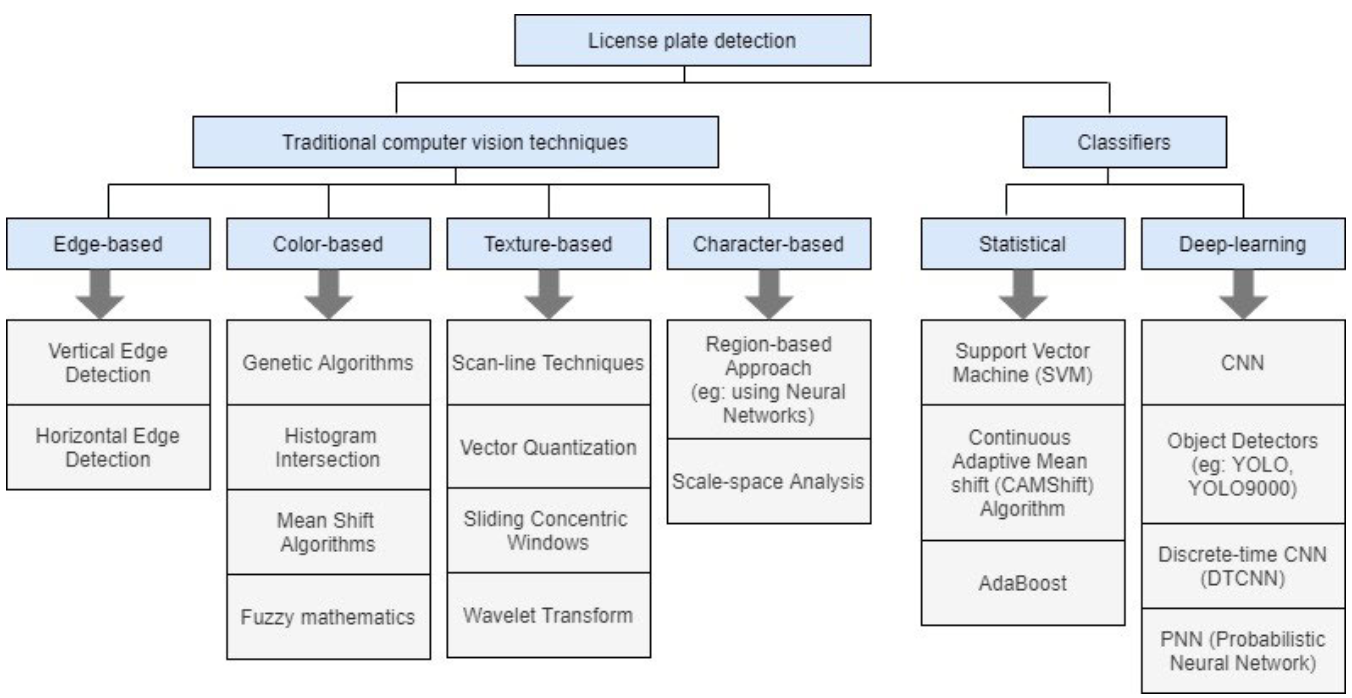 License plate detection
Traditional computer vision techniques
Classifiers
Edge-based
Color-based
Texture-based
Character-based
Statistical
Deep-learning
Vertical Edge
Detection
Horizontal Edge
Detection
Genetic Algorithms
Histogram
Intersection
Mean Shift
Algorithms
Fuzzy mathematics
Scan-line Techniques
Vector Quantization
Sliding Concentric
Windows
Wavelet Transform
Region-based
Approach
(eg: using Neural
Networks)
Scale-space Analysis
Support Vector
Machine (SVM)
Continuous
Adaptive Mean
shift (CAMShift)
Algorithm
AdaBoost
CNN
Object Detectors
(eg: YOLO,
YOLO9000)
Discrete-time CNN
(DTCNN)
PNN (Probabilistic
Neural Network)